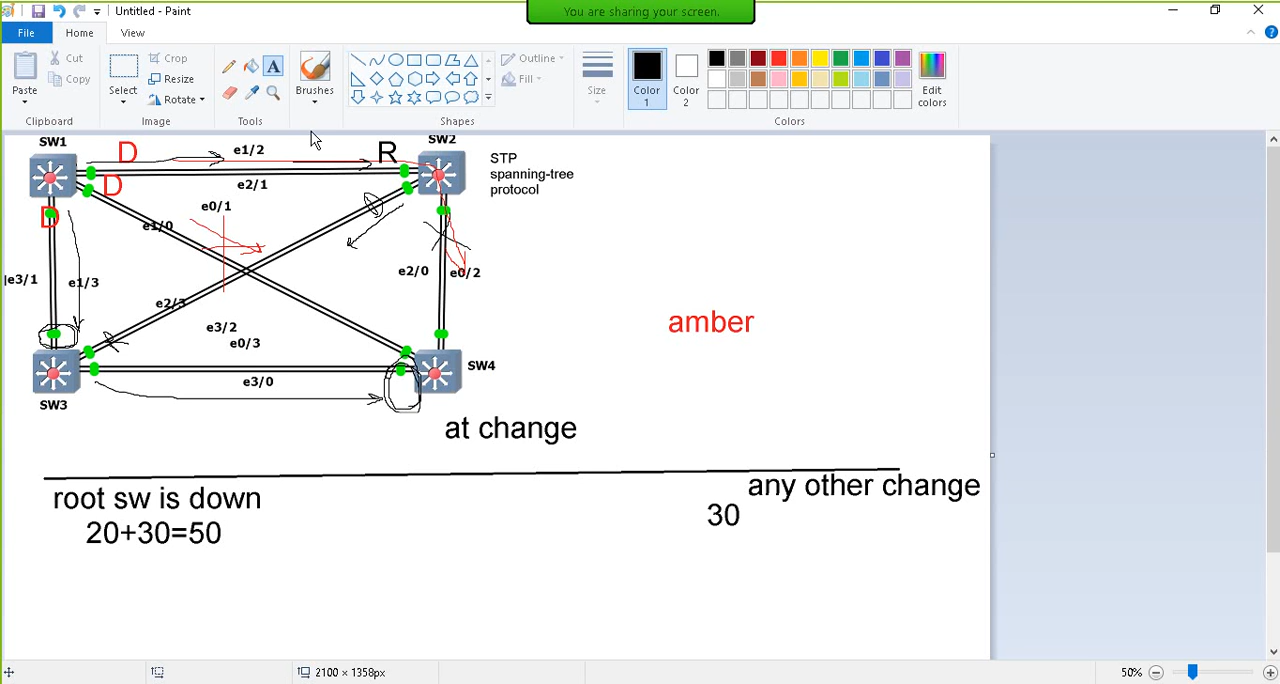 You are sharing your screen.
Untitled - Paint
File
Home
View
Paste
Cut
Copy
Clipboard
Select
Crop
Resize
Rotate
Image
A
Tools
Brushes
Outline
Fill
Shapes
Size
Color
1
Color
2
Edit
colors
Colors
SW1
D
e1/2
R
SW2
STP
spanning-tree
protocol
D
e2/1
e0/1
D
e1/0
e3/1
e1/3
e2/0
e0/2
e2/3
e3/2
e0/3
amber
SW4
e3/0
SW3
at change
root sw is down
any other change
20+30=50
30
2100 × 1358px
50%